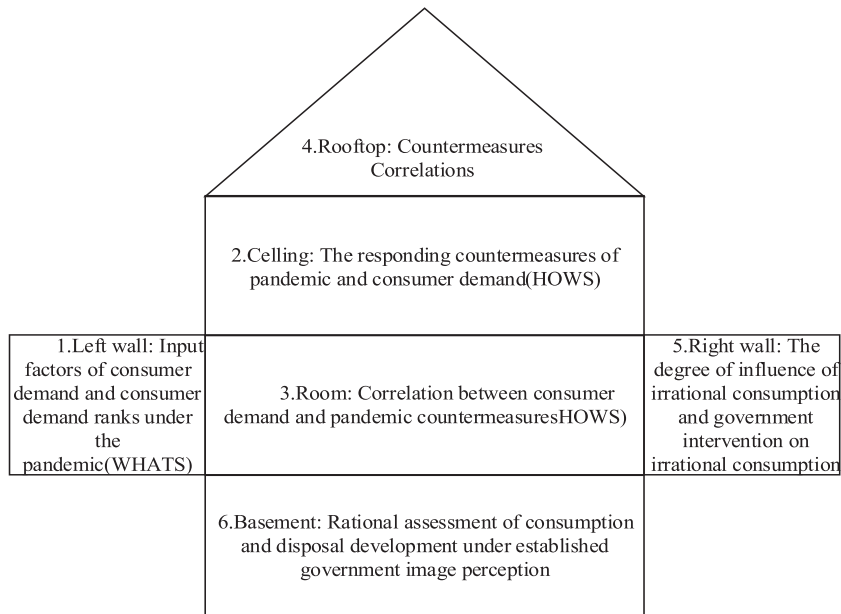 4.Rooftop: Countermeasures
Correlations
2.Celling: The responding countermeasures of
pandemic and consumer demand(HOWS)
1.Left wall: Input
factors of consumer
demand and consumer
demand ranks under
the
pandemic(WHATS)
3.Room: Correlation between consumer
demand and pandemic countermeasuresHOWS)
5.Right wall: The
degree of influence of
irrational consumption
and government
intervention on
irrational consumption
6.Basement: Rational assessment of consumption
and disposal development under established
government image perception